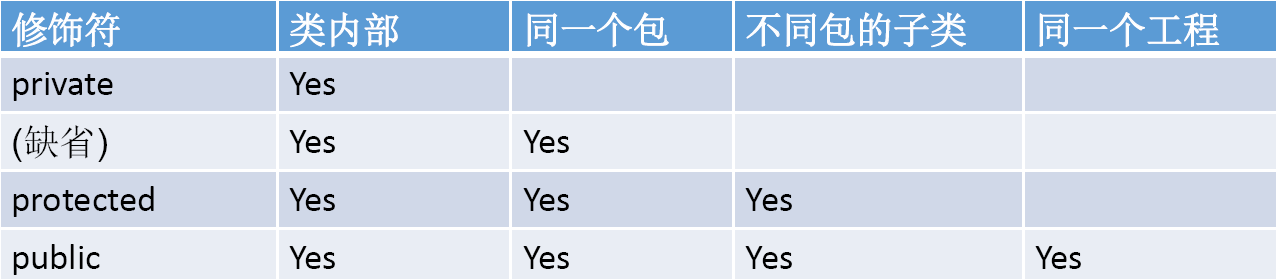 修饰符 类内部 同一个包 不同包的子类 同一个工程
private Yes
(缺省) Yes Yes
protected Yes Yes Yes
public Yes Yes Yes Yes